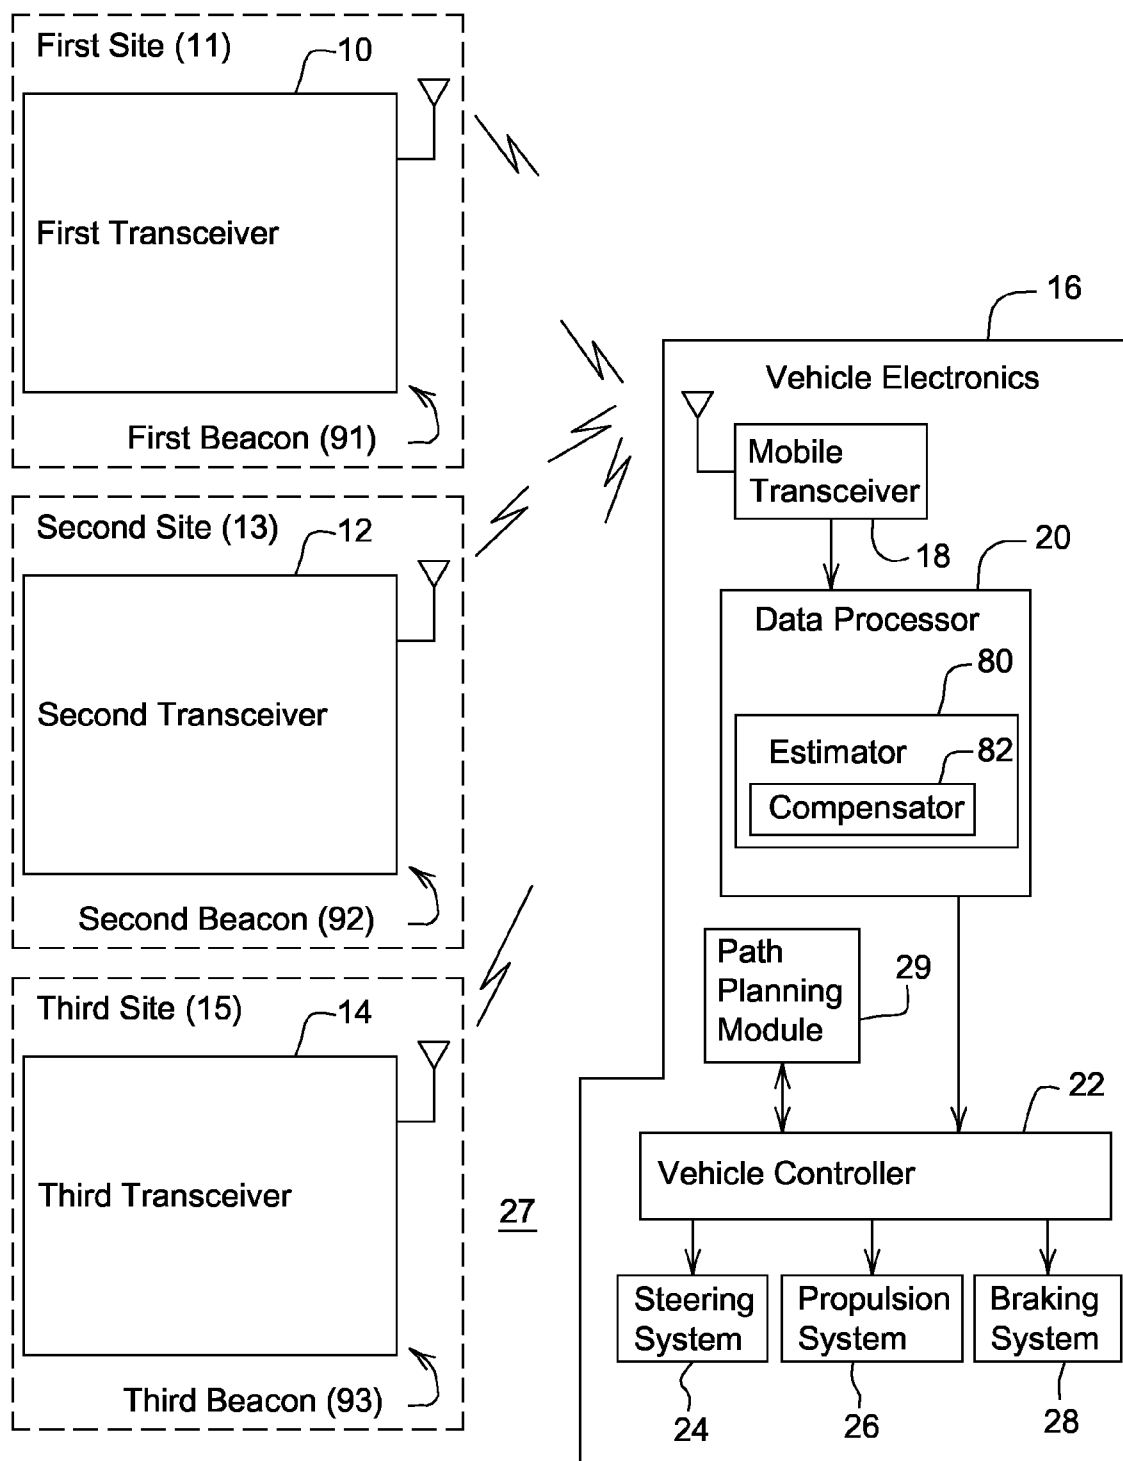 First Site (11)
10
First Transceiver
First Beacon (91)
Second Site (13)
12
Second Transceiver
Second Beacon (92)
Third Site (15)
14
Third Transceiver
Third Beacon (93)
27
16
Vehicle Electronics
Mobile
Transceiver
18
20
Data Processor
80
Estimator
82
Compensator
Path
Planning
Module
29
22
Vehicle Controller
Steering
System
24
Propulsion
System
26
Braking
System
28